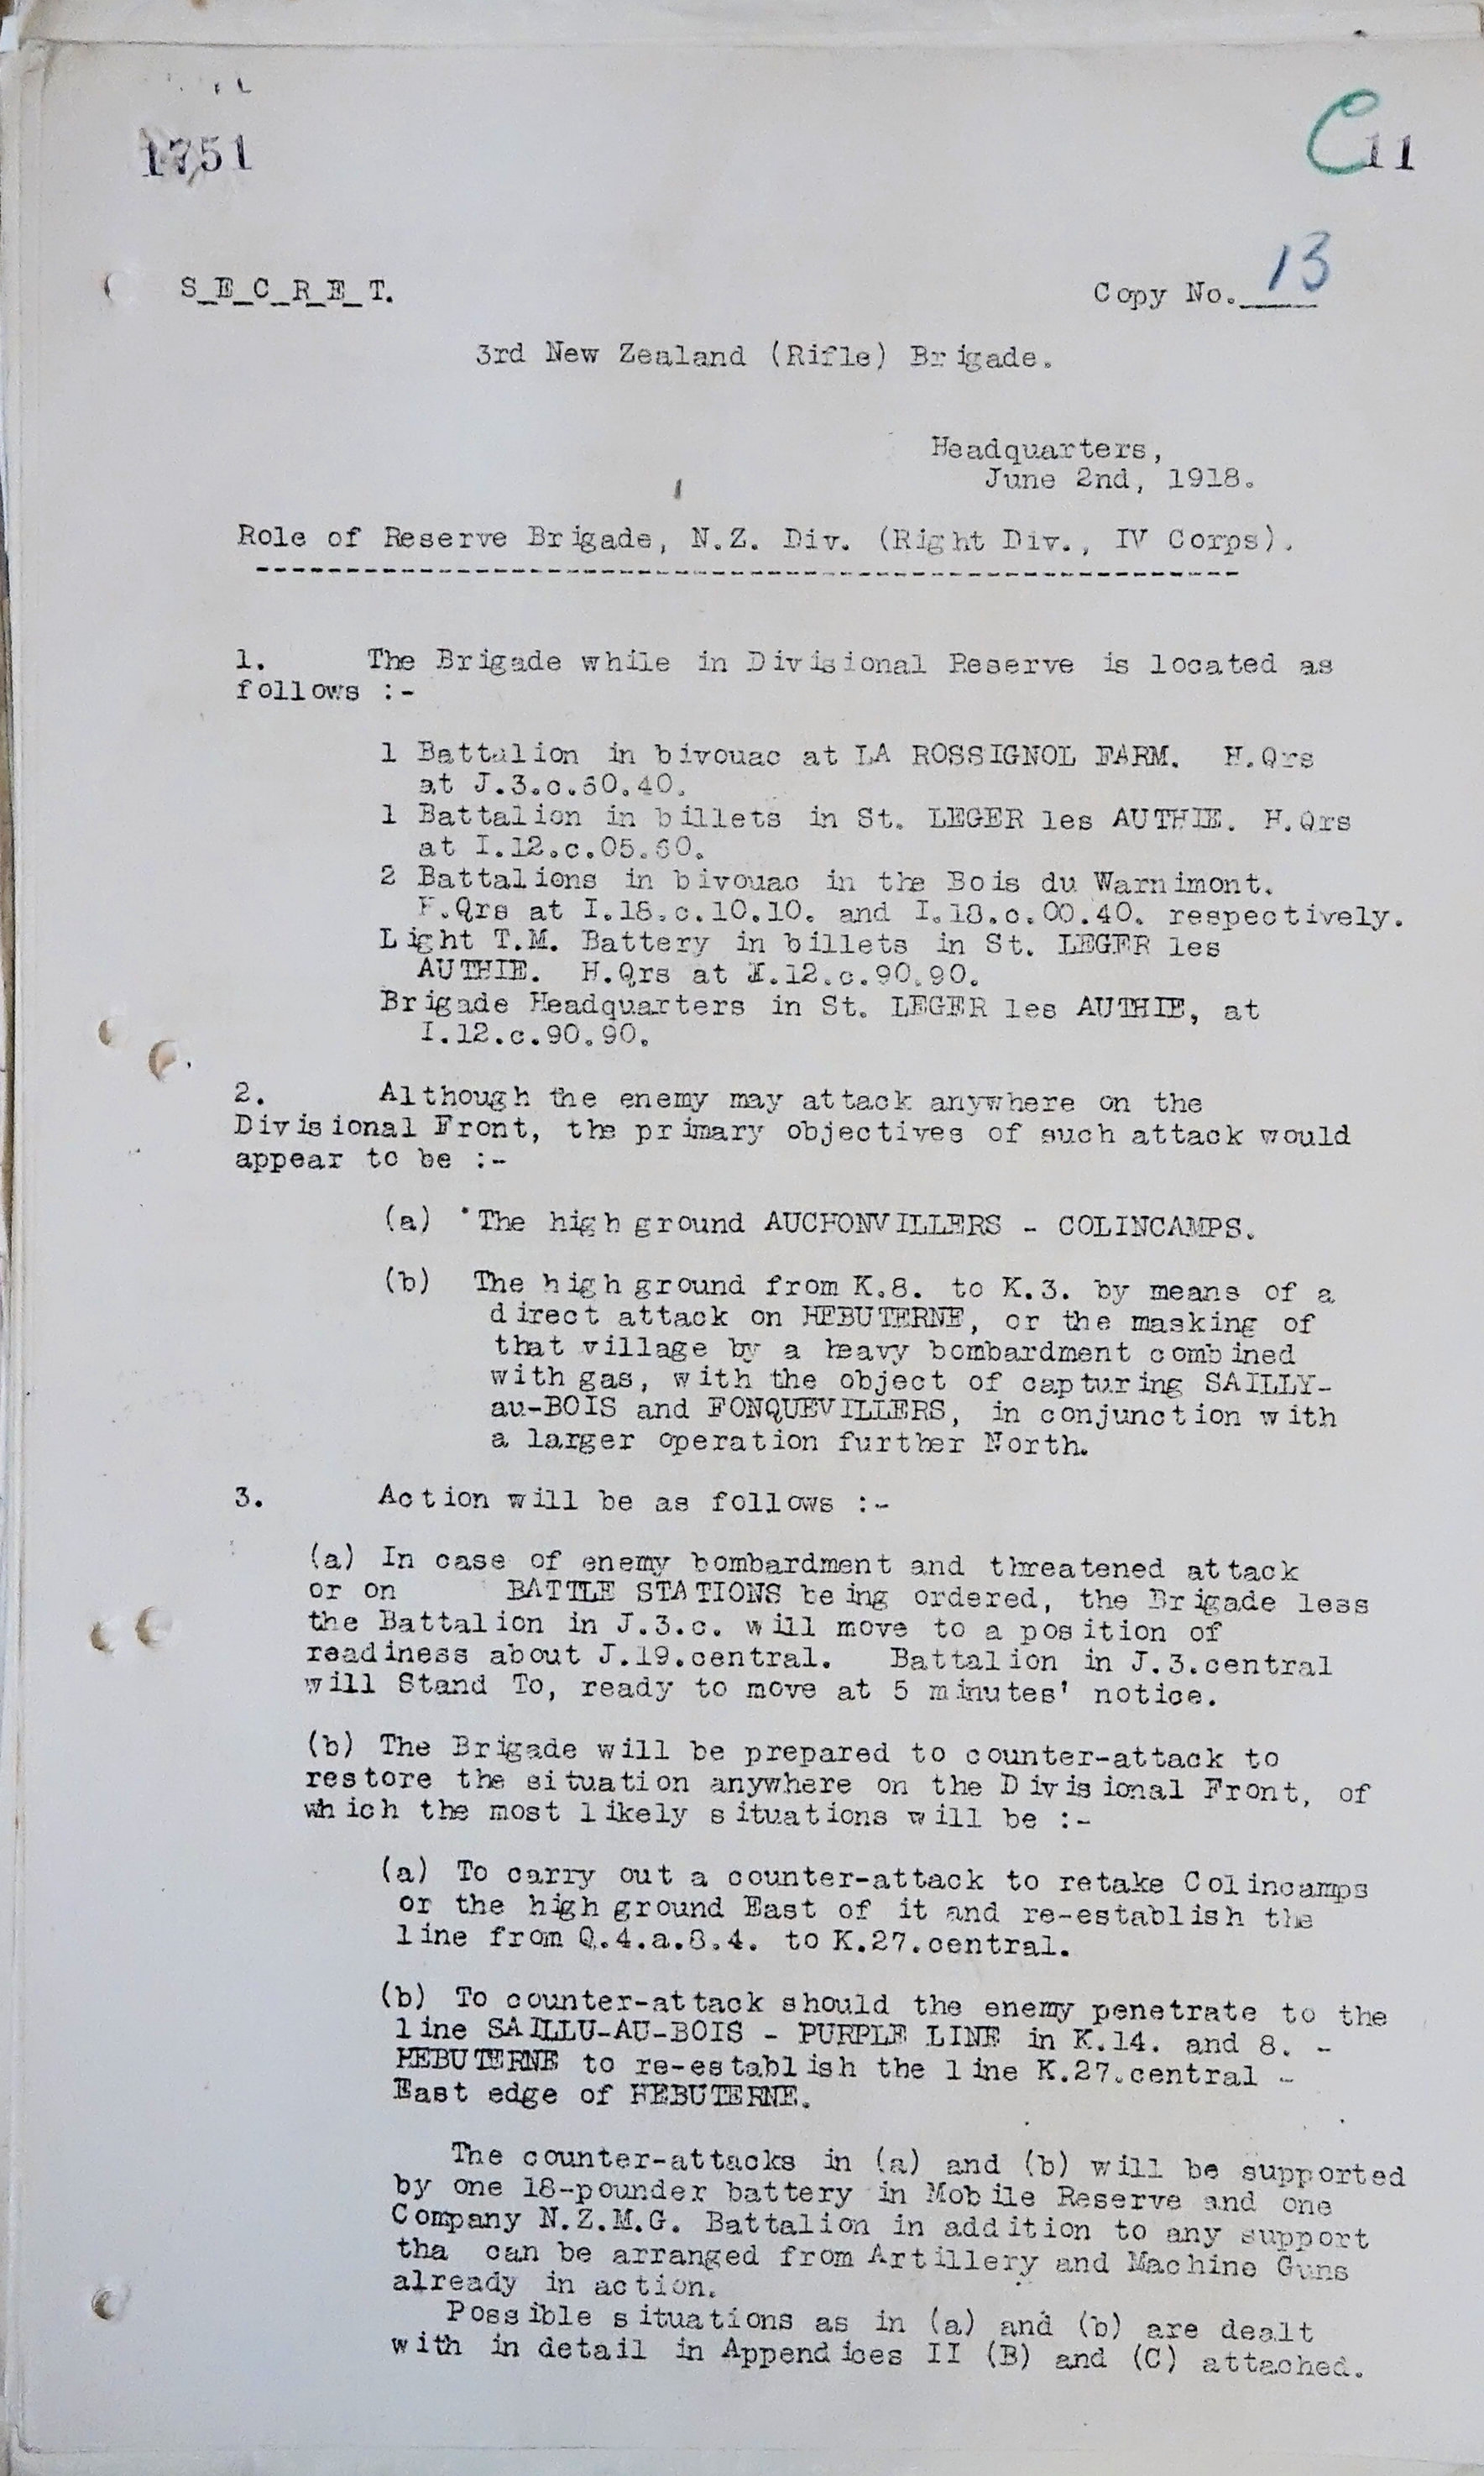 1751
C11
S_E_C_R_E_T.
Copy No. 13
3rd New Zealand (Rifle) Brigade.
Headquarters,
June 2nd, 1918.
Role of Reserve Brigade, N.Z. Div. (Right Div., IV Corps).
1. The Brigade while in Divisional Reserve is located as
follows :-
1 Battalion in bivouac at LA ROSSIGNOL FARM. H.Qrs
at J.3.c.60.40.
1 Battalion in billets in St. LEGER les AUTHIE. H.Qrs
at I.12.c.05.60.
2 Battalions in bivouac in the Bois du Warnimont.
H.Qrs at I.18.c.10.10. and I.18.c.00.40. respectively.
Light T.M. Battery in billets in St. LEGER les
AUTHIE. H.Qrs at I.12.c.90.90.
Brigade Headquarters in St. LEGER les AUTHIE, at
I.12.c.90.90.
2. Although the enemy may attack anywhere on the
Divisional Front, the primary objectives of such attack would
appear to be :-
(a) The high ground AUCHONVILLERS - COLINCAMPS.
(b) The high ground from K.8. to K.3. by means of a
direct attack on HEBUTERNE, or the masking of
that village by a heavy bombardment combined
with gas, with the object of capturing SAILLY-
au-BOIS and FONQUEVILLERS, in conjunction with
a larger operation further North.
3. Action will be as follows :-
(a) In case of enemy bombardment and threatened attack
or on BATTLE STATIONS being ordered, the Brigade less
the Battalion in J.3.c. will move to a position of
readiness about J.19.central. Battalion in J.3.central
will Stand To, ready to move at 5 minutes' notice.
(b) The Brigade will be prepared to counter-attack to
restore the situation anywhere on the Divisional Front, of
which the most likely situations will be :-
(a) To carry out a counter-attack to retake Colincamps
or the high ground East of it and re-establish the
line from Q.4.a.8.4. to K.27.central.
(b) To counter-attack should the enemy penetrate to the
line SAILLU-AU-BOIS - PURPLE LINE in K.14. and 8. -
HEBUTERNE to re-establish the line K.27.central -
East edge of HEBUTERNE.
The counter-attacks in (a) and (b) will be supported
by one 18-pounder battery in Mobile Reserve and one
Company N.Z.M.G. Battalion in addition to any support
tha can be arranged from Artillery and Machine Guns
already in action.
Possible situations as in (a) and (b) are dealt
with in detail in Appendices II (B) and (C) attached.